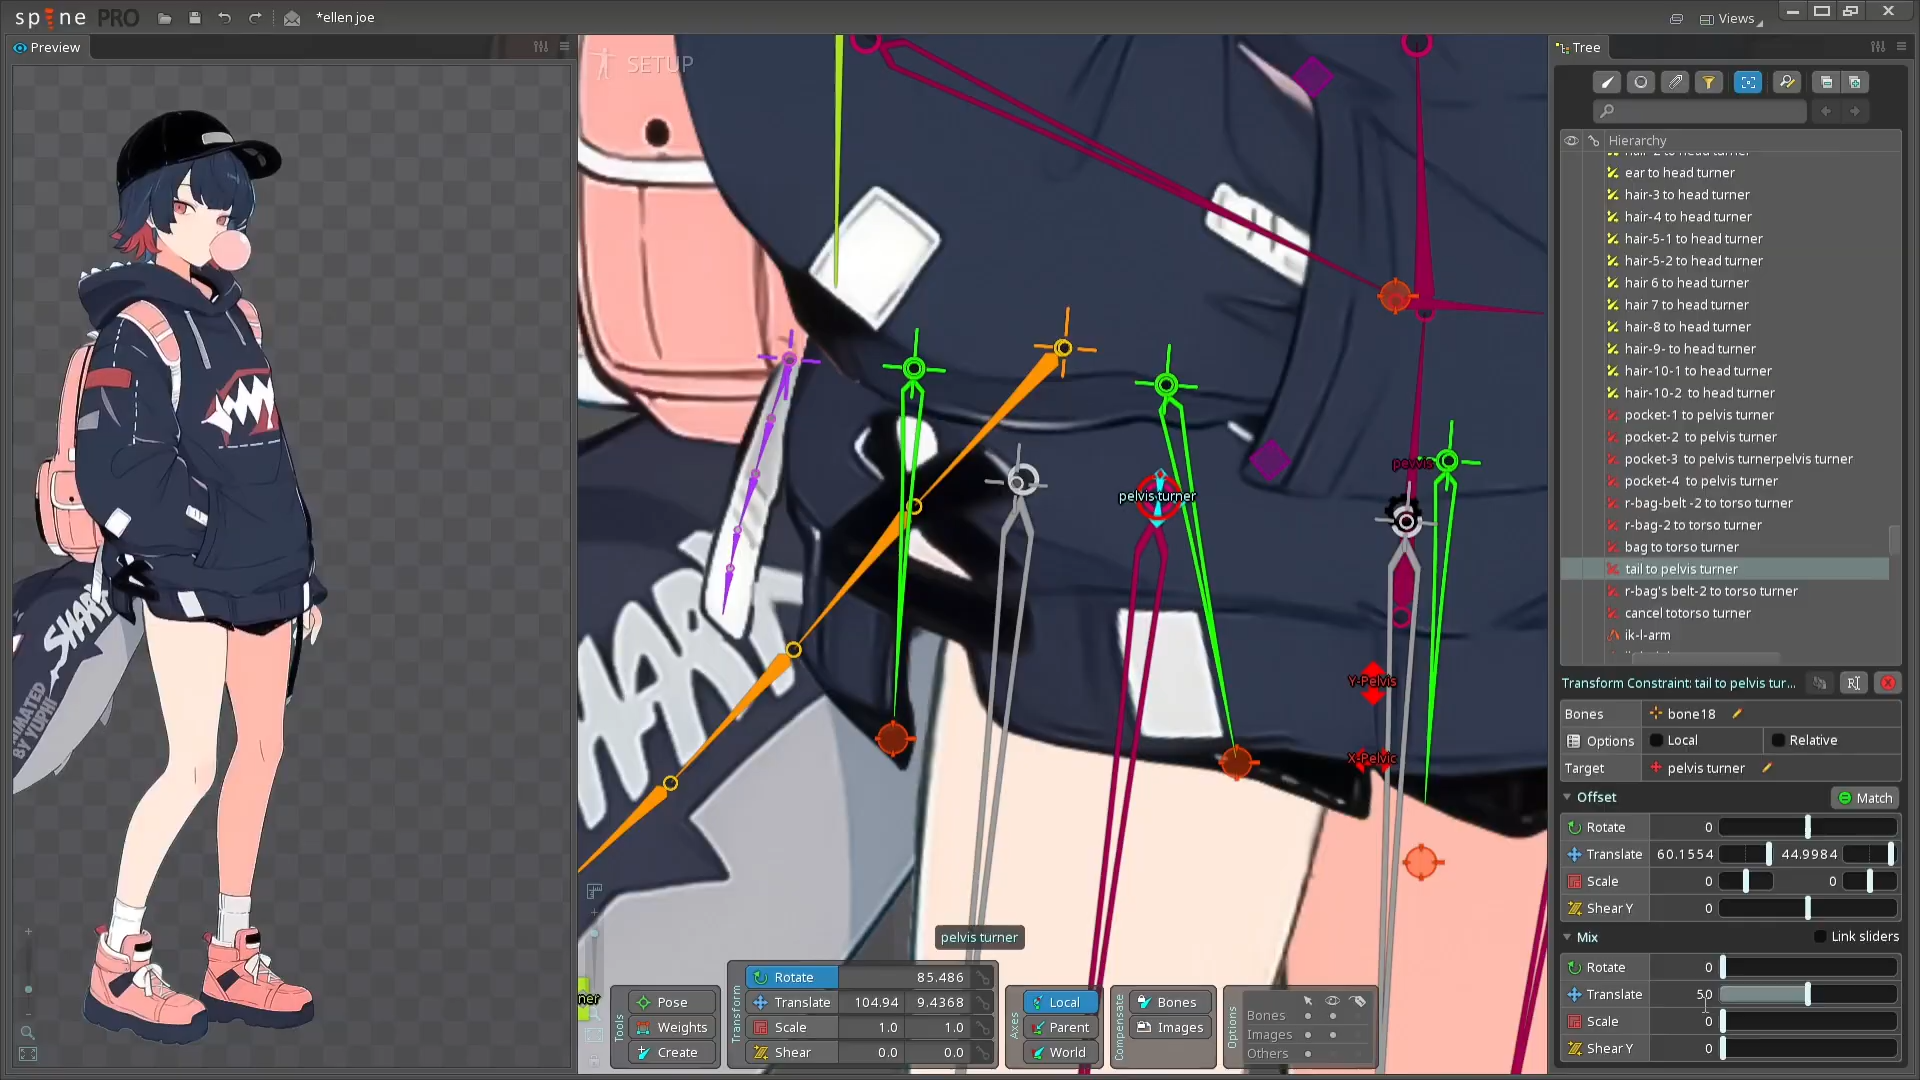 spine PRO
*ellen joe
Views
Preview
SETUP
Tree
Hierarchy
ear to head turner
hair-3 to head turner
hair-4 to head turner
hair-5-1 to head turner
hair-5-2 to head turner
hair 6 to head turner
hair 7 to head turner
hair-8 to head turner
hair-9- to head turner
hair-10-1 to head turner
hair-10-2 to head turner
pocket-1 to pelvis turner
pocket-2 to pelvis turner
pocket-3 to pelvis turnerpelvis turner
pocket-4 to pelvis turner
r-bag-belt -2 to torso turner
r-bag-2 to torso turner
bag to torso turner
tail to pelvis turner
r-bag's belt-2 to torso turner
cancel totorso turner
ik-l-arm
Transform Constraint: tail to pelvis tur...
Bones bone18
Options Local Relative
Target pelvis turner
Offset Match
Rotate 0
Translate 60.1554 44.9984
Scale 0 0
Shear Y 0
Mix Link sliders
Rotate 0
Translate 50
Scale 0
Shear Y 0
pelvis turner
Y-Pelvis
X-Pelvic
pelvis turner
SHARK
ANIMATED
BY YUPHI
Tools
Pose
Weights
Create
Transform
Rotate 85.486
Translate 104.94 9.4368
Scale 1.0 1.0
Shear 0.0 0.0
Axes
Local
Parent
World
Compensate
Bones
Images
Options
Bones
Images
Others